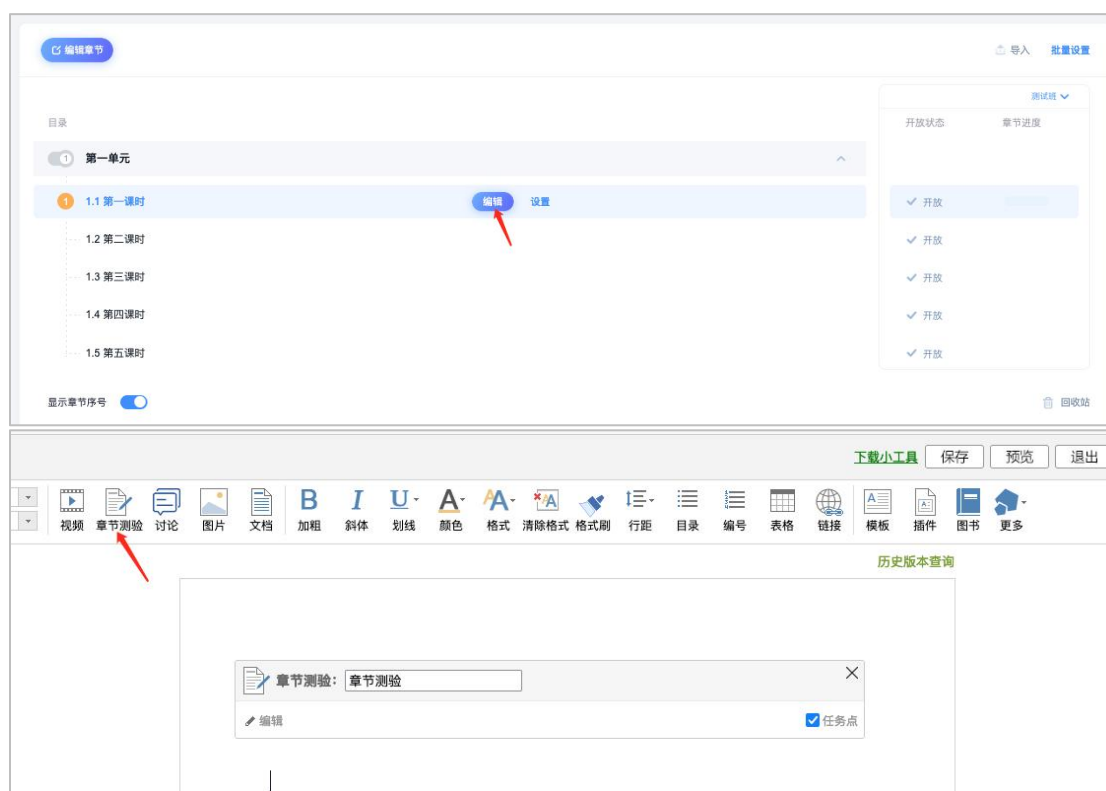 编辑章节
导入 批量设置
测试班
目录
开放状态 章节进度
1 第一单元
1 1.1 第一课时 编辑 设置 开放
1.2 第二课时 开放
1.3 第三课时 开放
1.4 第四课时 开放
1.5 第五课时 开放
显示章节序号 回收站
下载小工具 保存 预览 退出
视频 章节测验 讨论 图片 文档 加粗 斜体 划线 颜色 格式 清除格式 格式刷 行距 目录 编号 表格 链接 模板 插件 图书 更多
历史版本查询
章节测验: 章节测验
编辑 任务点